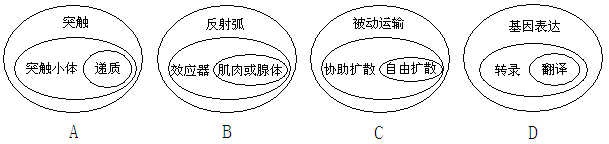 突触
突触小体 递质
A
反射弧
效应器 肌肉或腺体
B
被动运输
协助扩散 自由扩散
C
基因表达
转录 翻译
D